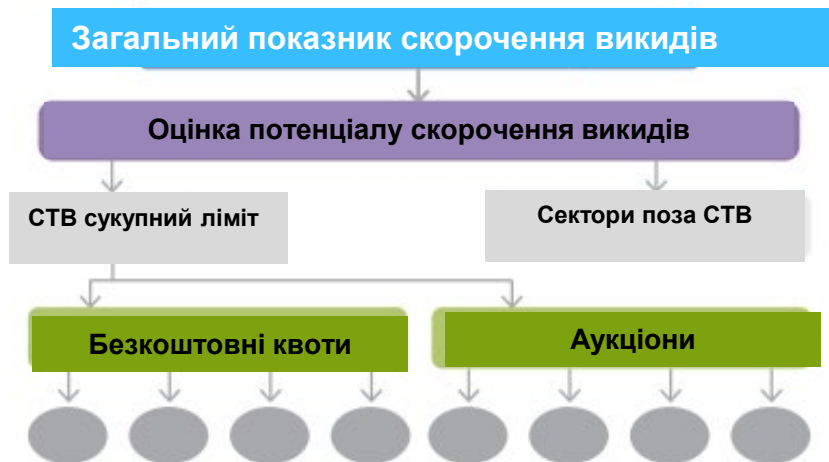 Загальний показник скорочення викидів
Оцінка потенціалу скорочення викидів
СТВ сукупний ліміт
Сектори поза СТВ
Безкоштовні квоти
Аукціони